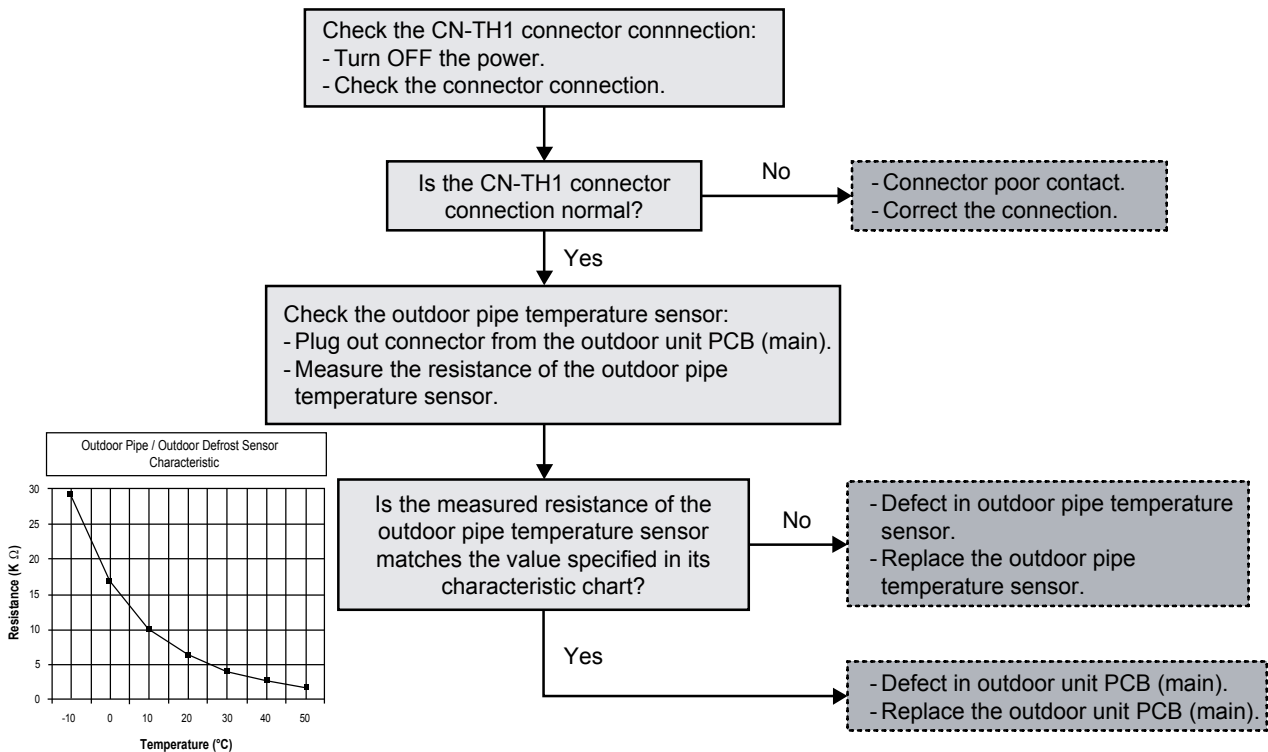 Check the CN-TH1 connector connnection:
- Turn OFF the power.
- Check the connector connection.
Is the CN-TH1 connector
connection normal?
No
- Connector poor contact.
- Correct the connection.
Yes
Check the outdoor pipe temperature sensor:
- Plug out connector from the outdoor unit PCB (main).
- Measure the resistance of the outdoor pipe
temperature sensor.
Outdoor Pipe / Outdoor Defrost Sensor
Characteristic
30
25
20
15
10
5
0
Resistance (K Ω)
-10 0 10 20 30 40 50
Temperature (°C)
Is the measured resistance of the
outdoor pipe temperature sensor
matches the value specified in its
characteristic chart?
No
- Defect in outdoor pipe temperature
sensor.
- Replace the outdoor pipe
temperature sensor.
Yes
- Defect in outdoor unit PCB (main).
- Replace the outdoor unit PCB (main).